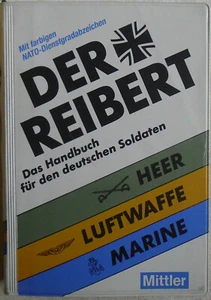 Mit farbigen
NATO-Dienstgradabzeichen
DER
REIBERT
Das Handbuch
für den deutschen Soldaten
HEER
LUFTWAFFE
MARINE
Mittler